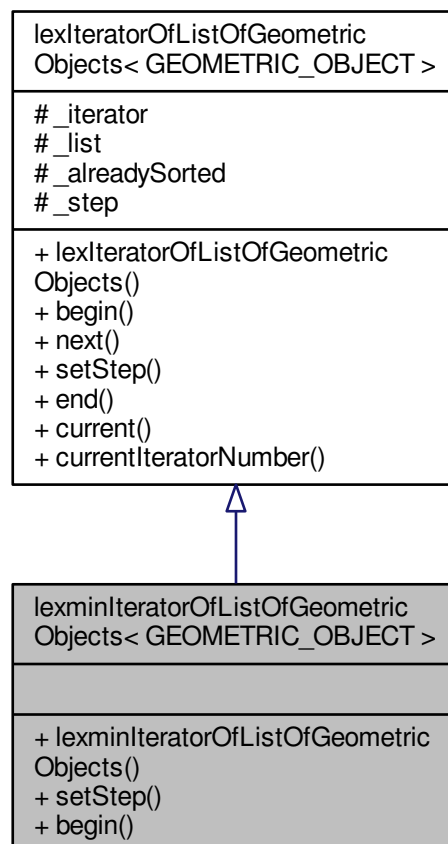 lexIteratorOfListOfGeometric
Objects< GEOMETRIC_OBJECT >
# _iterator
# _list
# _alreadySorted
# _step
+ lexIteratorOfListOfGeometric
Objects()
+ begin()
+ next()
+ setStep()
+ end()
+ current()
+ currentIteratorNumber()
lexminIteratorOfListOfGeometric
Objects< GEOMETRIC_OBJECT >
+ lexminIteratorOfListOfGeometric
Objects()
+ setStep()
+ begin()